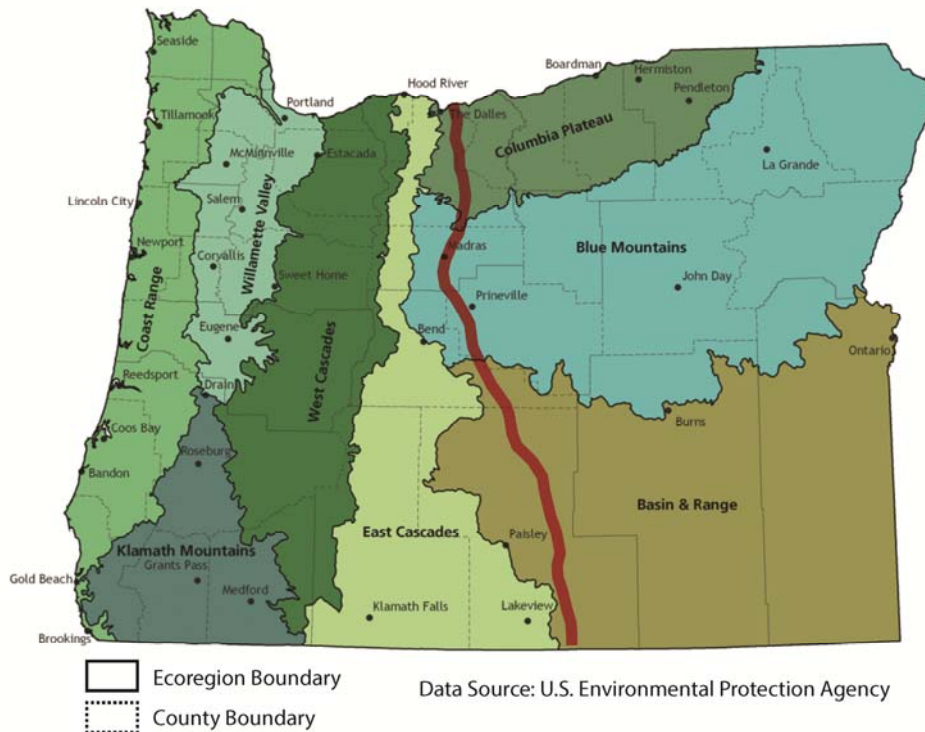 Seaside
Hood River
Boardman
Hermiston
Pendleton
Portland
The Dalles
Tillamook
Columbia Plateau
McMinnville
Estacada
La Grande
Lincoln City
Salem
Willamette Valley
Newport
Madras
Blue Mountains
Corvallis
Sweet Home
John Day
Coast Range
Prineville
Eugene
Bend
Ontario
Reedsport
Drain
West Cascades
Burns
Coos Bay
Roseburg
Bandon
Basin & Range
East Cascades
Paisley
Klamath Mountains
Grants Pass
Gold Beach
Medford
Klamath Falls
Lakeview
Brookings
Ecoregion Boundary
Data Source: U.S. Environmental Protection Agency
County Boundary